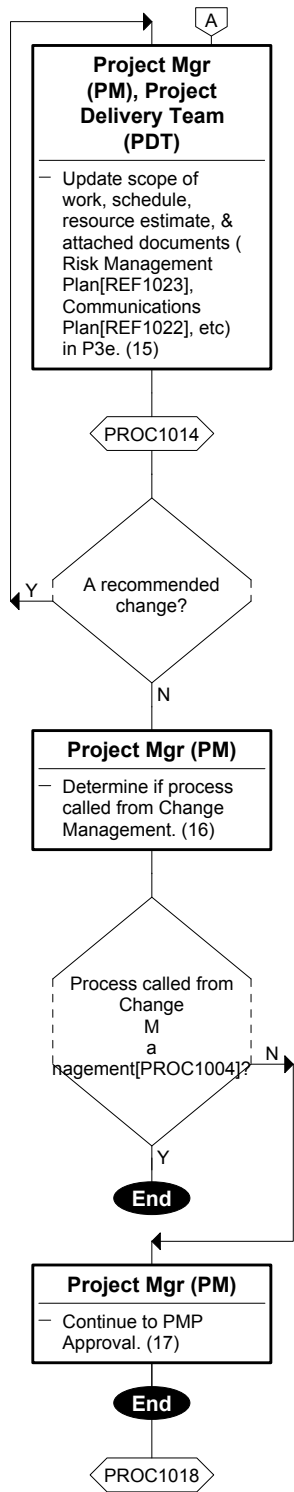 A
Project Mgr
(PM), Project
Delivery Team
(PDT)
— Update scope of
work, schedule,
resource estimate, &
attached documents (
Risk Management
Plan[REF1023],
Communications
Plan[REF1022], etc)
in P3e. (15)
PROC1014
A recommended
change?
Y
N
Project Mgr (PM)
— Determine if process
called from Change
Management. (16)
Process called from
Change
M
a
nagement[PROC1004]?
N
Y
End
Project Mgr (PM)
— Continue to PMP
Approval. (17)
End
PROC1018